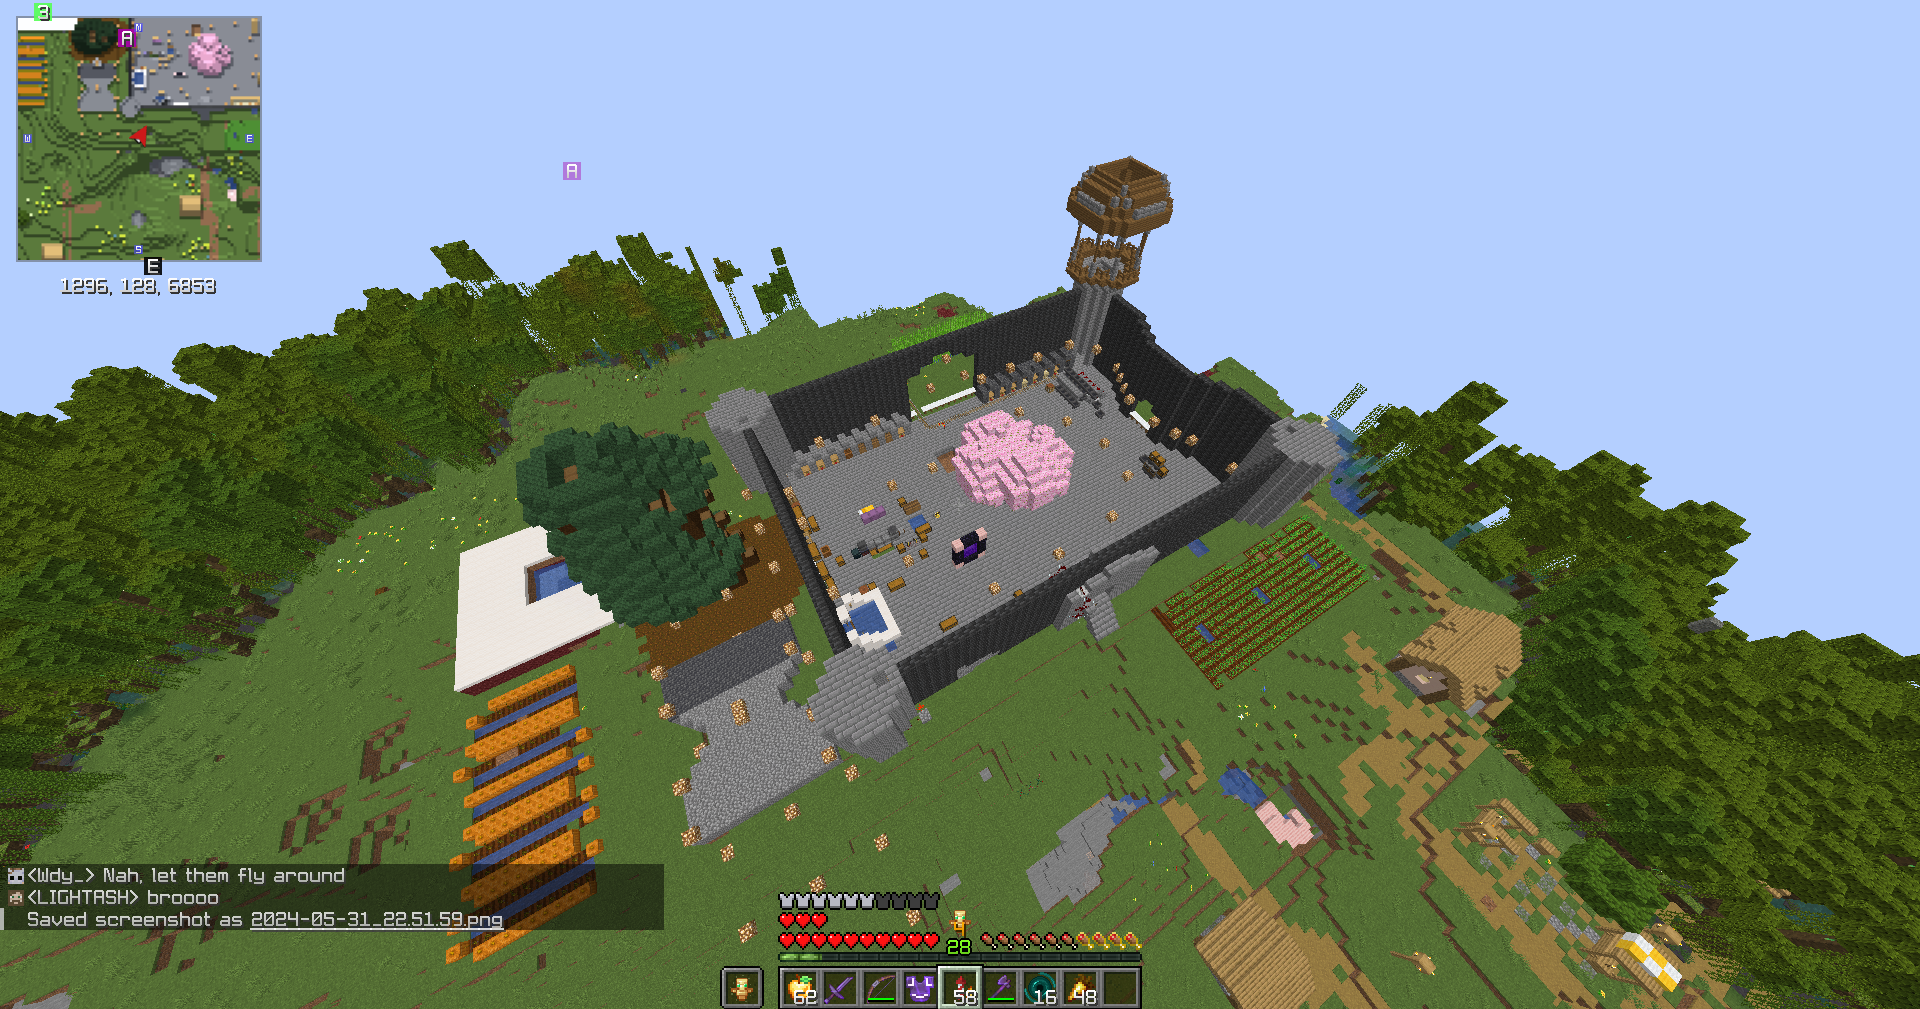 3
N
A
W
E
S
E
1296, 128, 6853
A
<Wdy_> Nah, let them fly around
<LIGHTASH> broooo
Saved screenshot as 2024-05-31_22.51.59.png
28
62
58
16
48